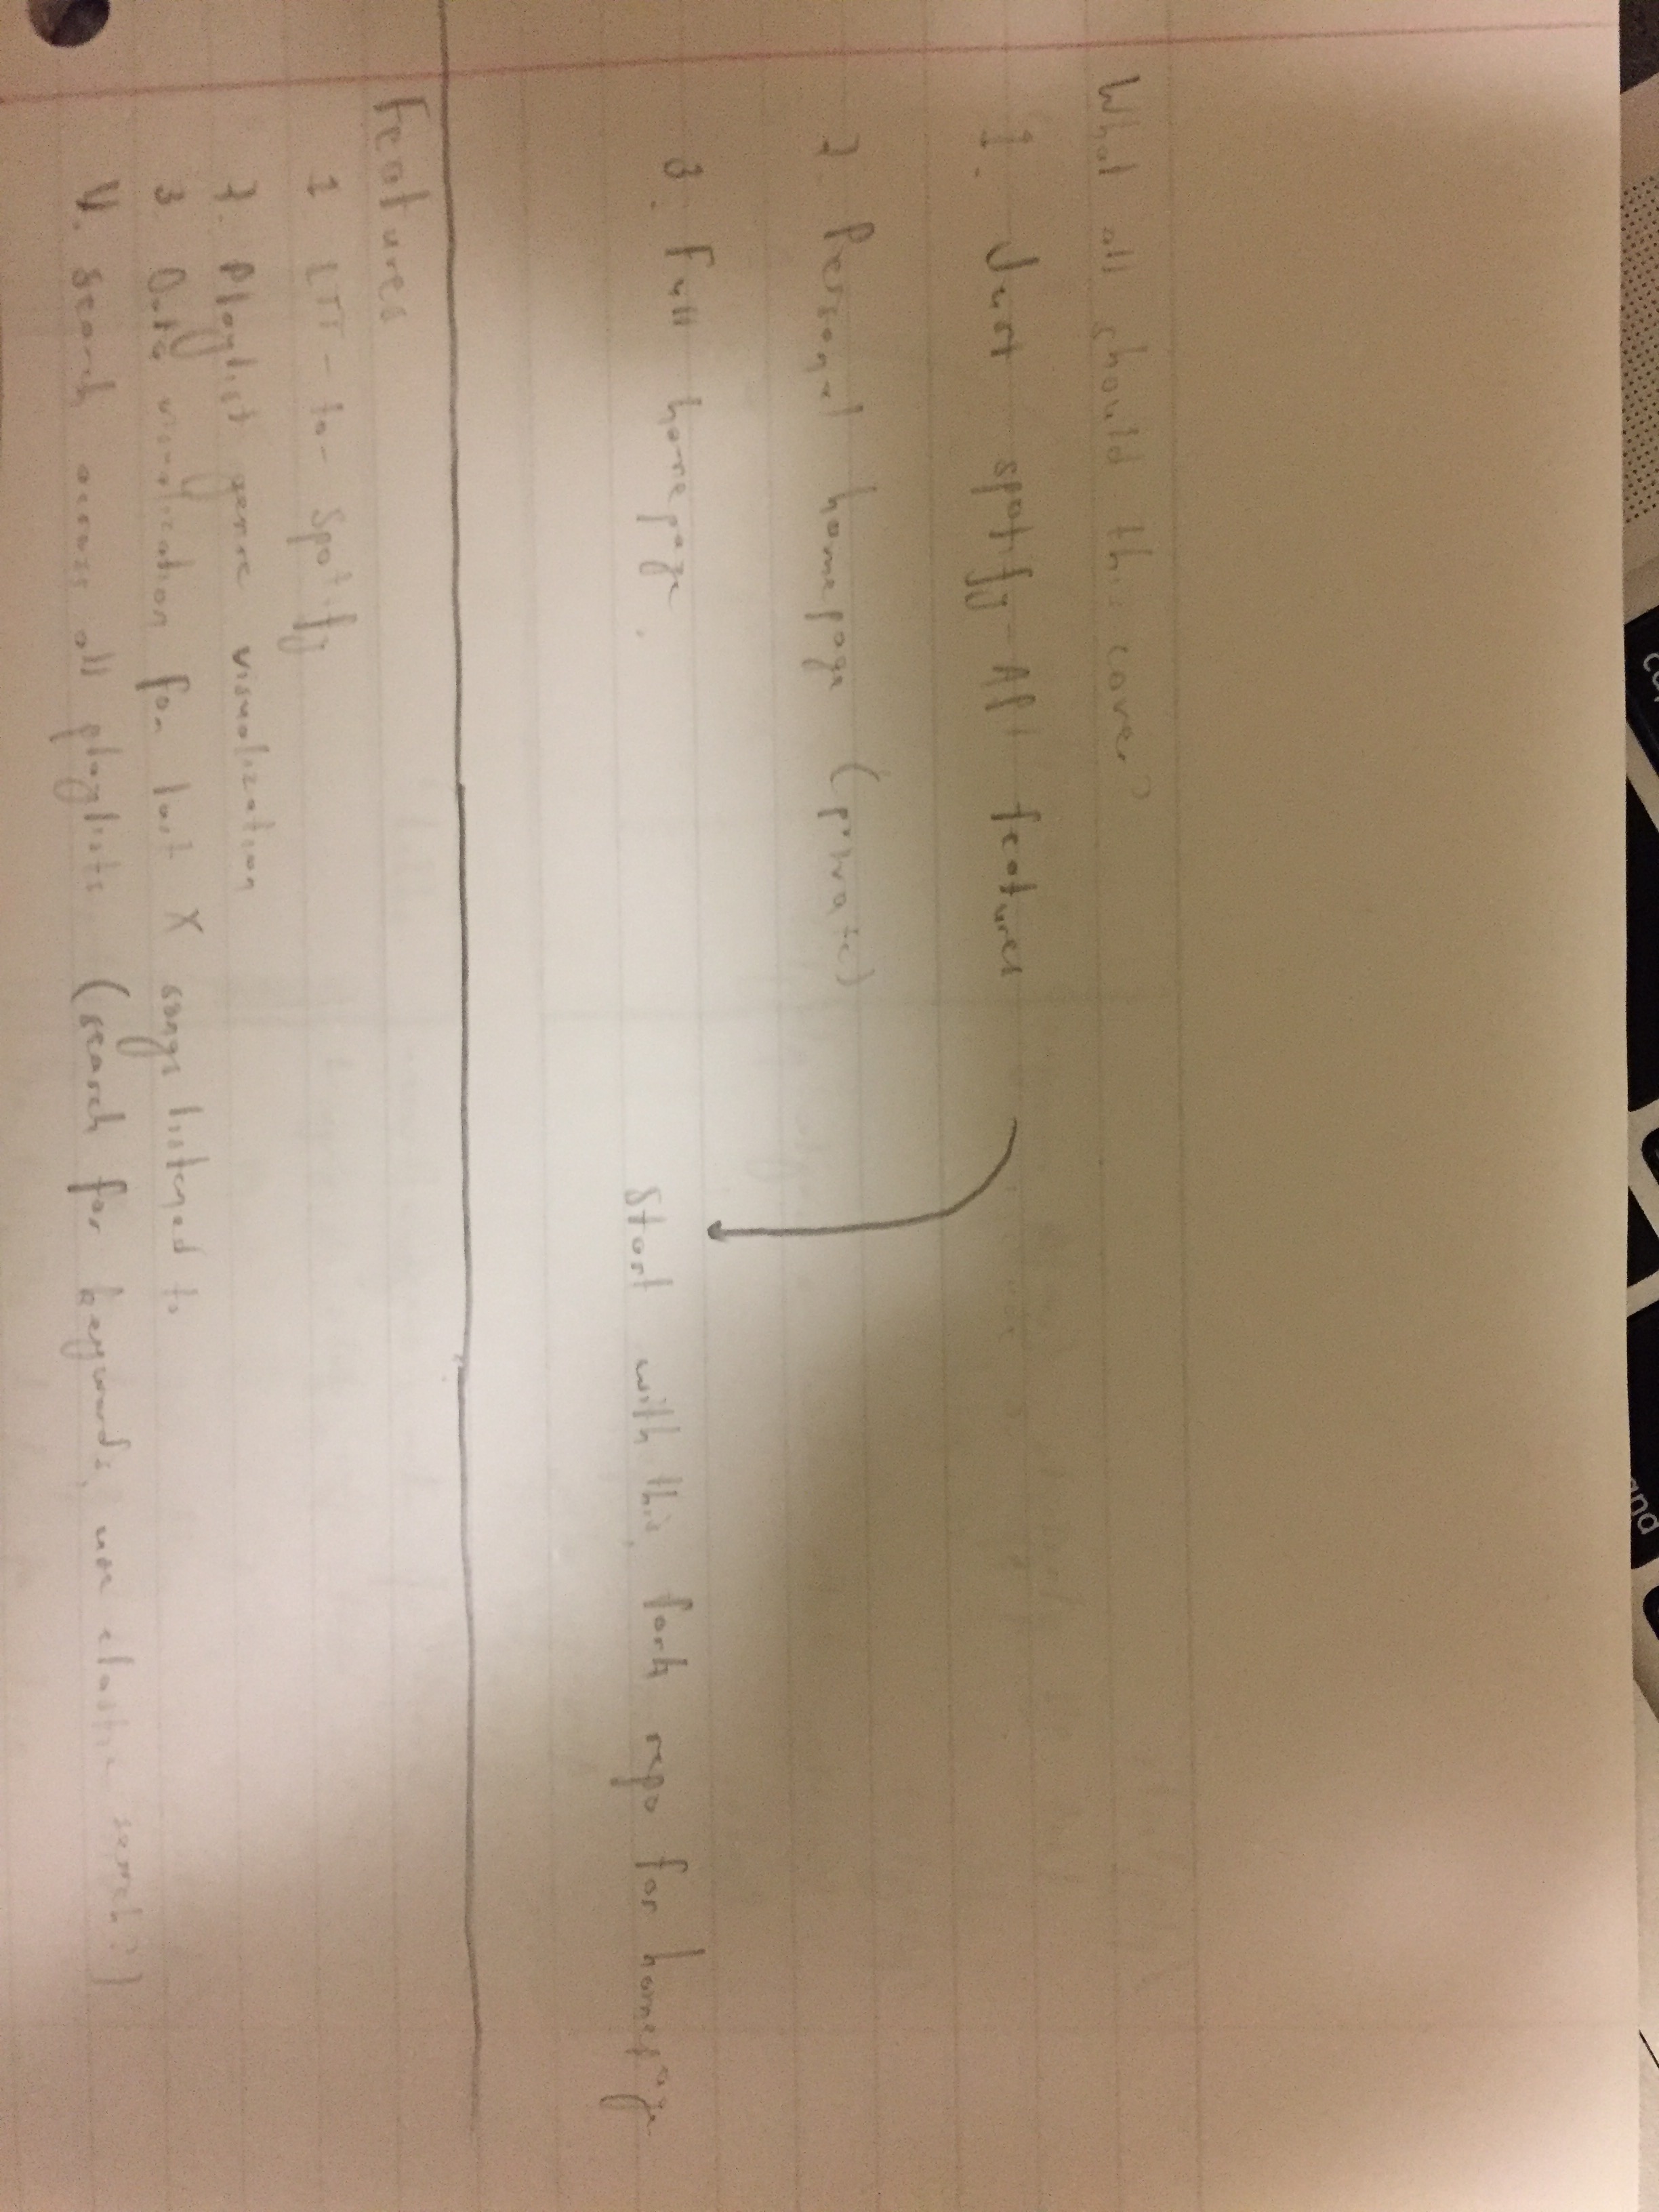 What all should this cover?
1. Just spotify-API features
2. Personal homepage (private)
3. Full homepage.
Start with this, fork repo for homepage
Features
1 for Spotify
2. Playlist genre visualization
3 Data visualization for last X songs listened to
4. Search across all playlists (search for keywords, use elastic search?)